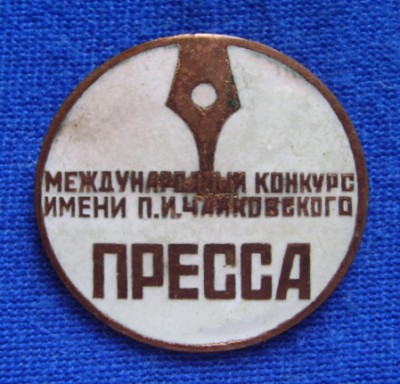 МЕЖДУНАРОДНЫЙ КОНКУРС
ИМЕНИ П.И.ЧАЙКОВСКОГО
ПРЕССА